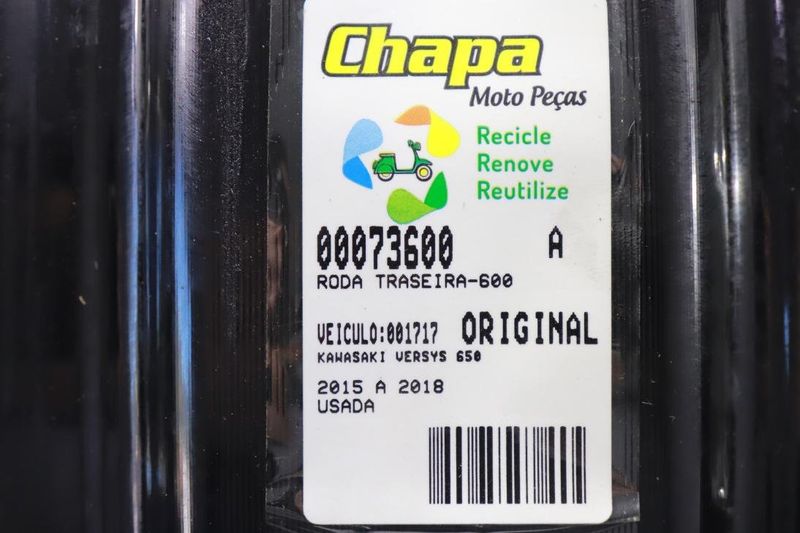 Chapa
Moto Peças
Recicle
Renove
Reutilize
00073600 A
RODA TRASEIRA-600
VEICULO:001717 ORIGINAL
KAWASAKI VERSYS 650
2015 A 2018
USADA